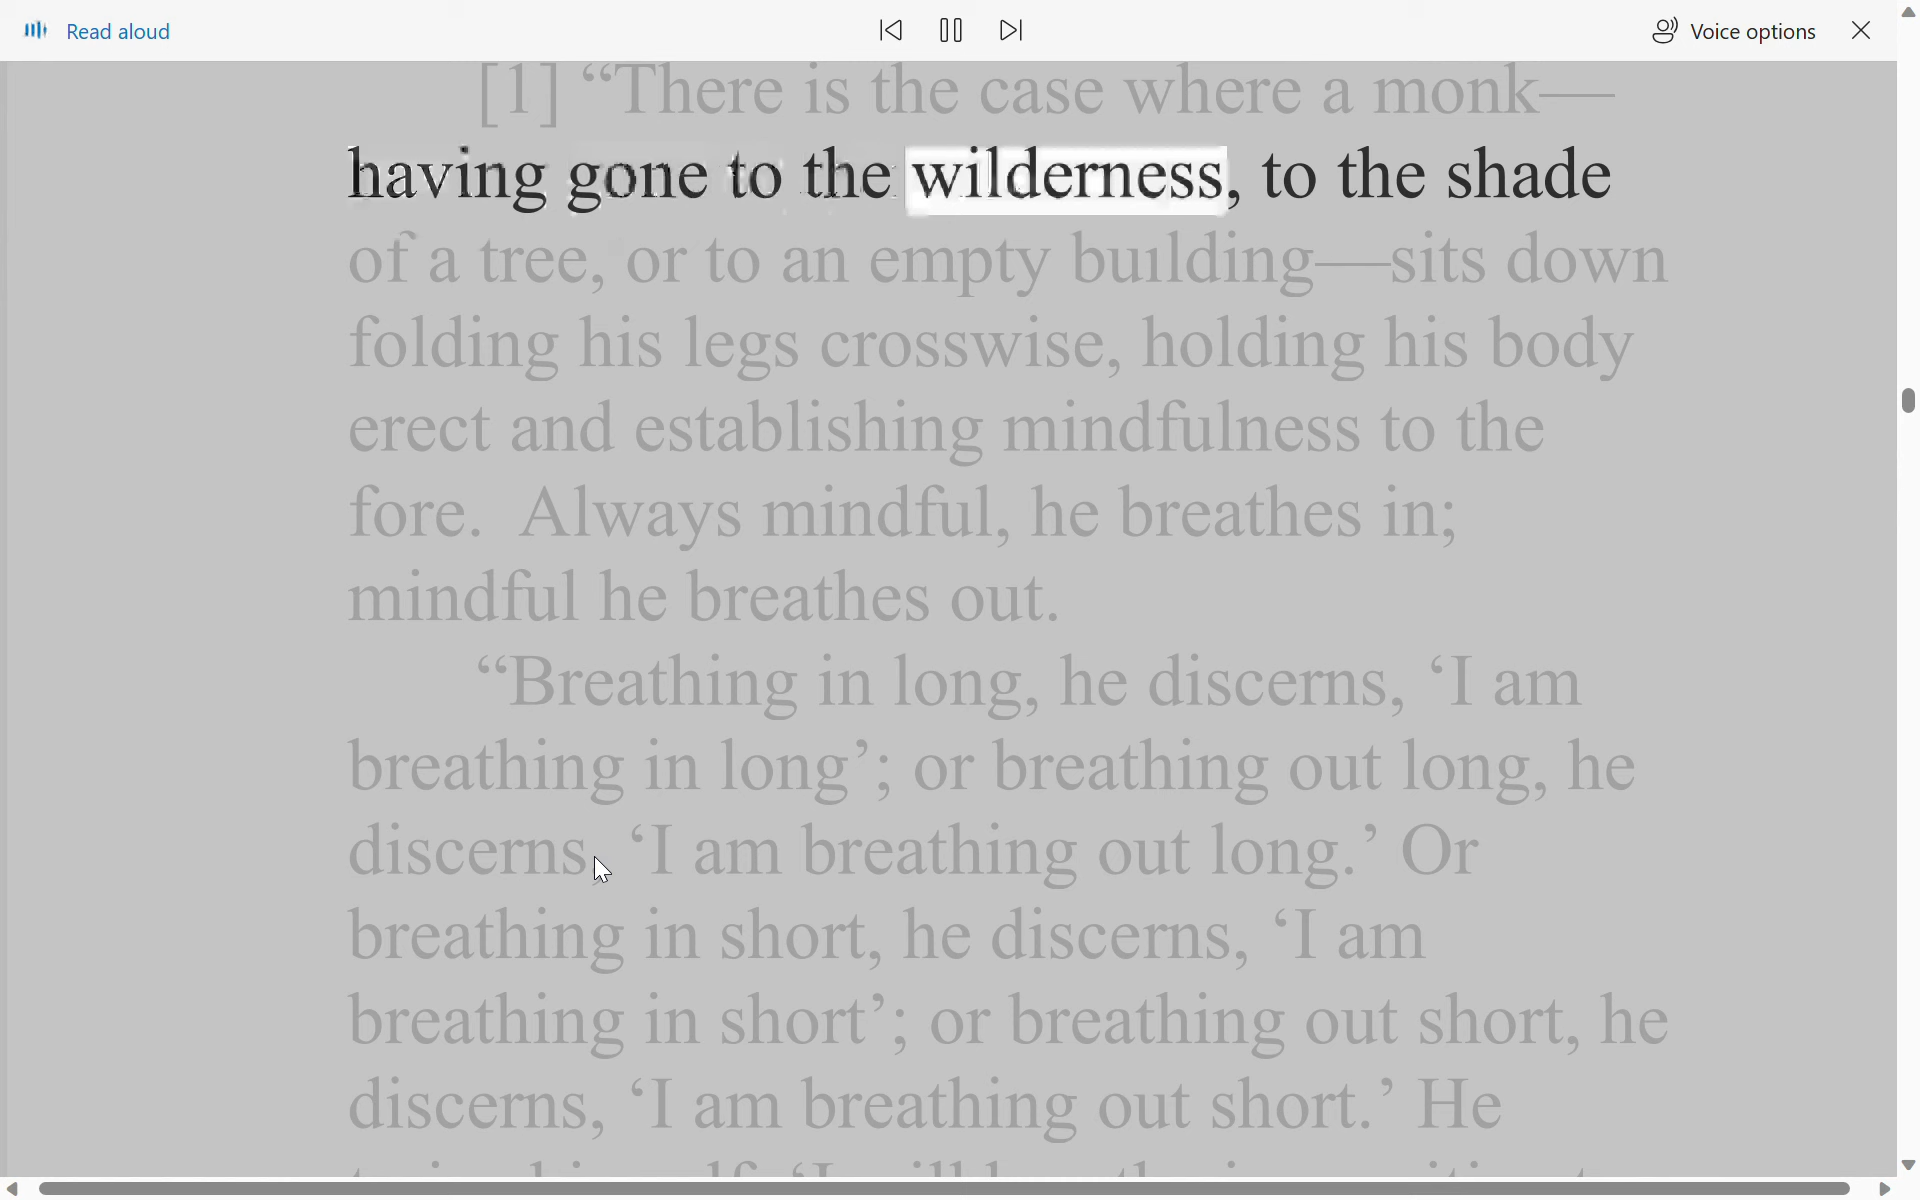 Read aloud
Voice options
[1] “There is the case where a monk—
having gone to the wilderness, to the shade
of a tree, or to an empty building—sits down
folding his legs crosswise, holding his body
erect and establishing mindfulness to the
fore.  Always mindful, he breathes in;
mindful he breathes out.
“Breathing in long, he discerns, ‘I am
breathing in long’; or breathing out long, he
discerns, ‘I am breathing out long.’ Or
breathing in short, he discerns, ‘I am
breathing in short’; or breathing out short, he
discerns, ‘I am breathing out short.’ He